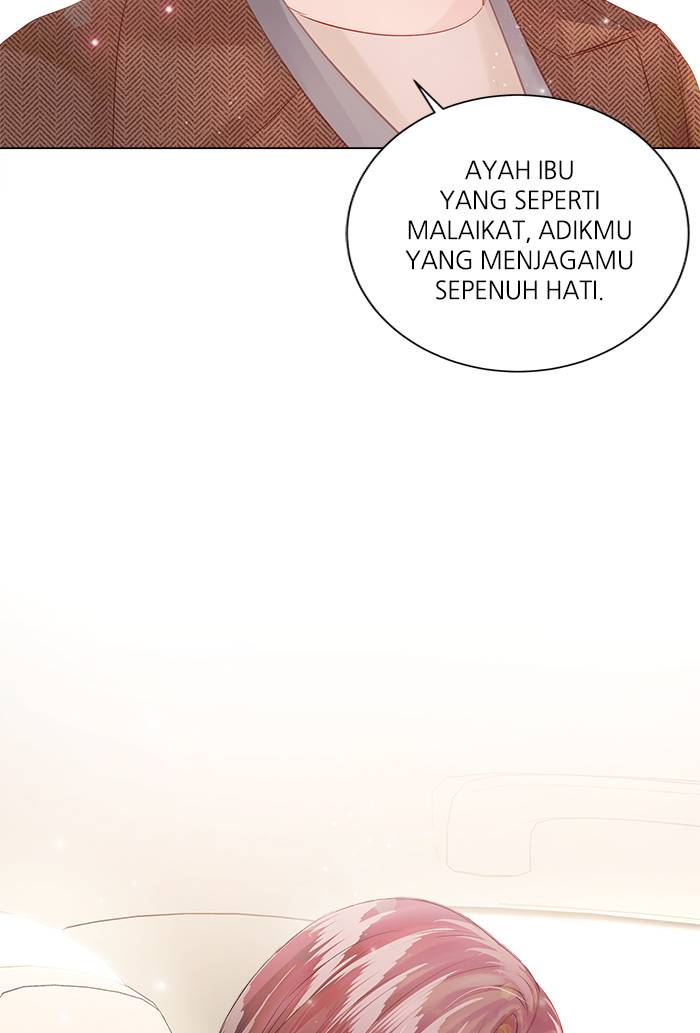 AYAH IBU
YANG SEPERTI
MALAIKAT, ADIKMU
YANG MENJAGAMU
SEPENUH HATI.